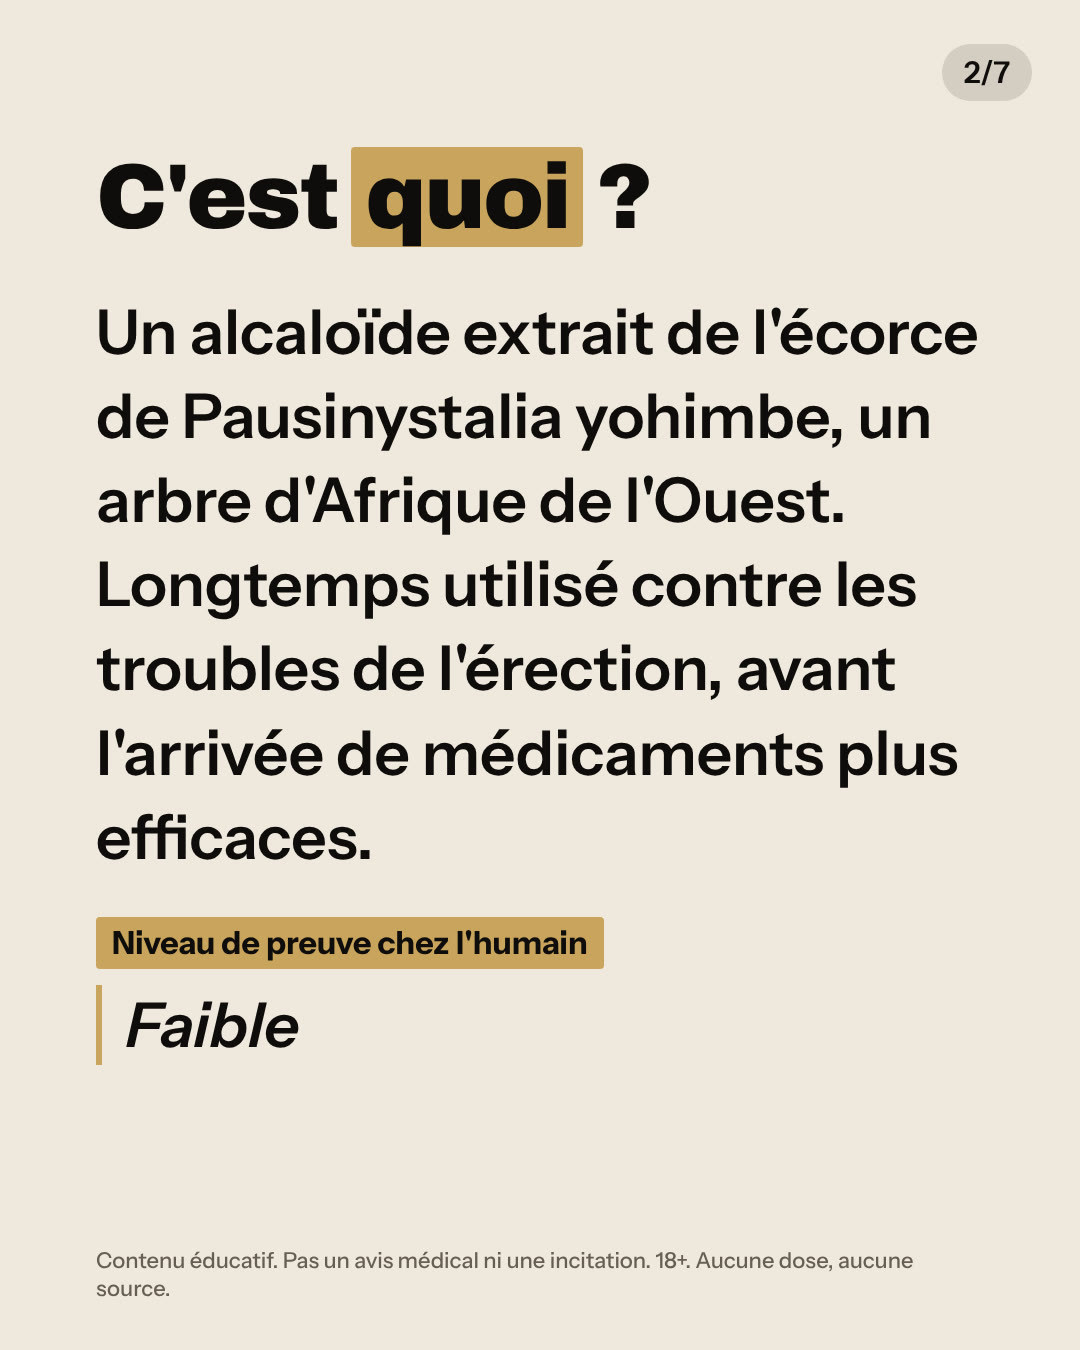 2/7
C'est quoi ?
Un alcaloïde extrait de l'écorce
de Pausinystalia yohimbe, un
arbre d'Afrique de l'Ouest.
Longtemps utilisé contre les
troubles de l'érection, avant
l'arrivée de médicaments plus
efficaces.
Niveau de preuve chez l'humain
Faible
Contenu éducatif. Pas un avis médical ni une incitation. 18+. Aucune dose, aucune
source.